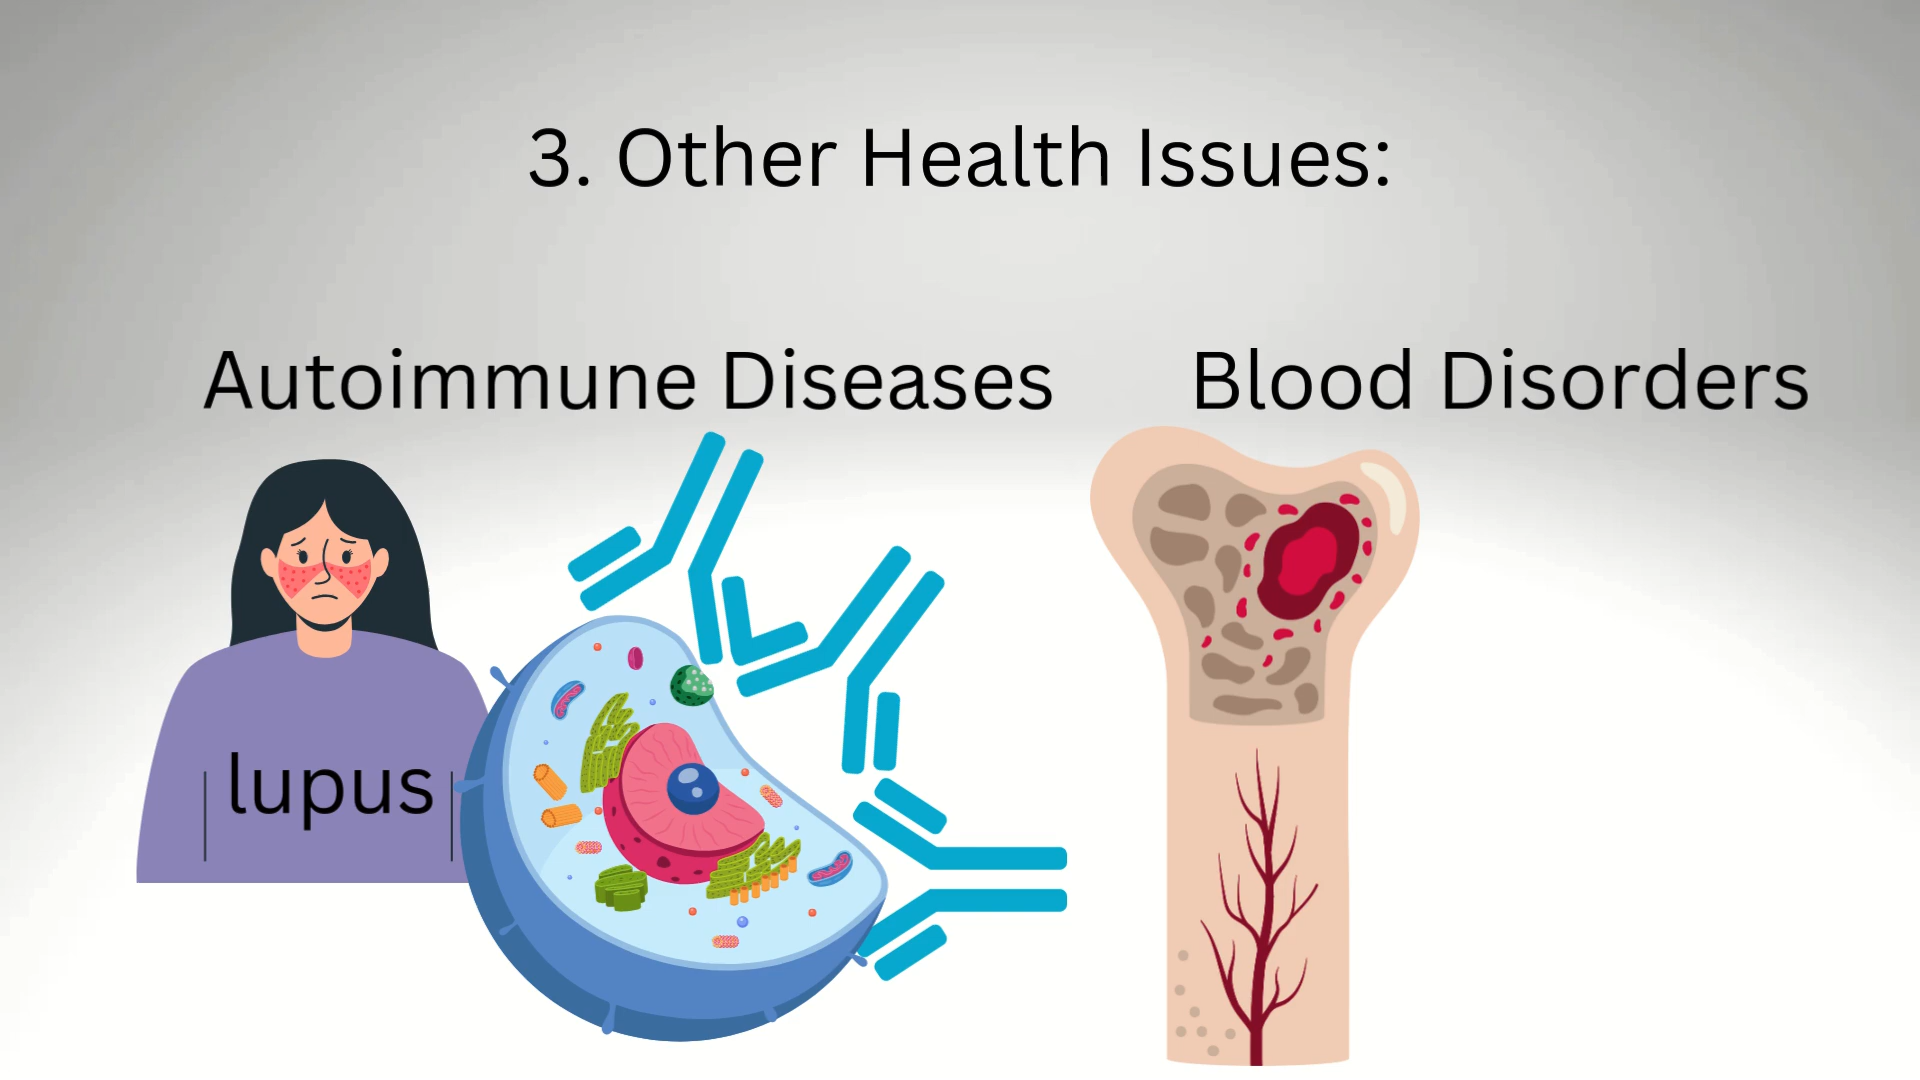 3. Other Health Issues:
Autoimmune Diseases
Blood Disorders
lupus